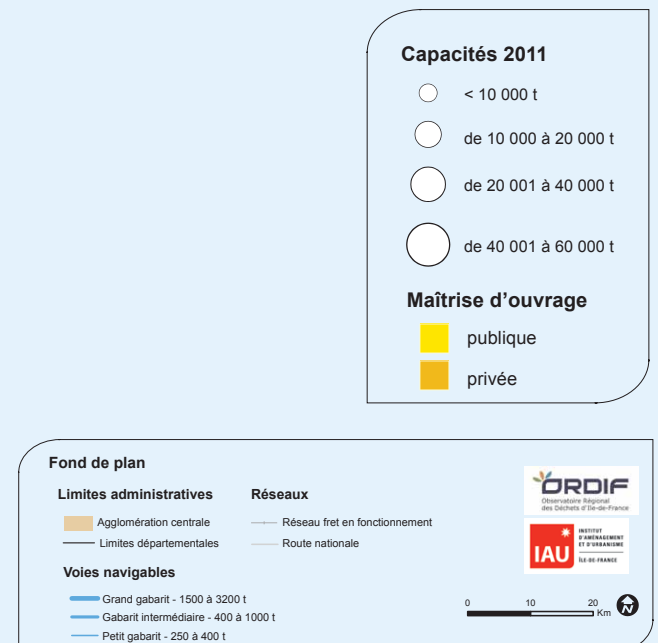 Capacités 2011
< 10 000 t
de 10 000 à 20 000 t
de 20 001 à 40 000 t
de 40 001 à 60 000 t
Maîtrise d'ouvrage
publique
privée
Fond de plan
Limites administratives
Agglomération centrale
Limites départementales
Réseaux
Réseau fret en fonctionnement
Route nationale
Voies navigables
Grand gabarit - 1500 à 3200 t
Gabarit intermédiaire - 400 à 1000 t
Petit gabarit - 250 à 400 t
ORDIF
Observatoire Régional
des Déchets d'Ile-de-France
IAU
INSTITUT
D'AMÉNAGEMENT
ET D'URBANISME
ÎLE-DE-FRANCE
0 10 20
Km
N